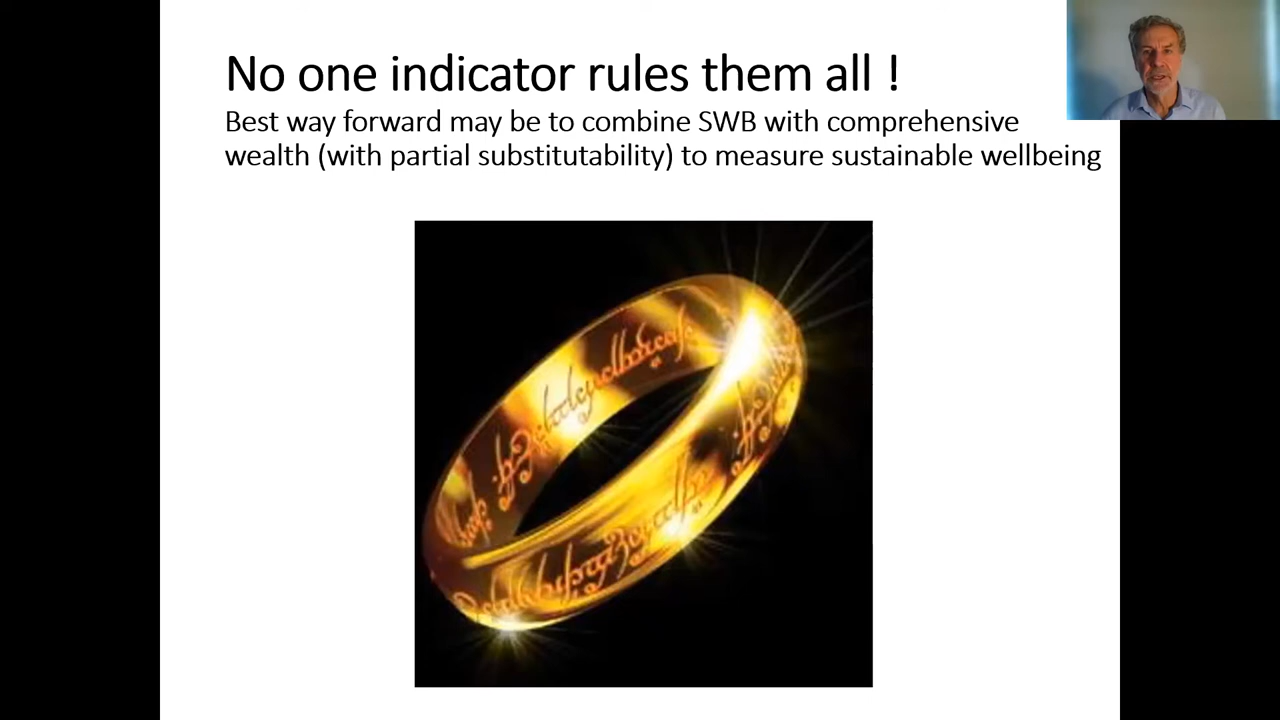 No one indicator rules them all !
Best way forward may be to combine SWB with comprehensive
wealth (with partial substitutability) to measure sustainable wellbeing